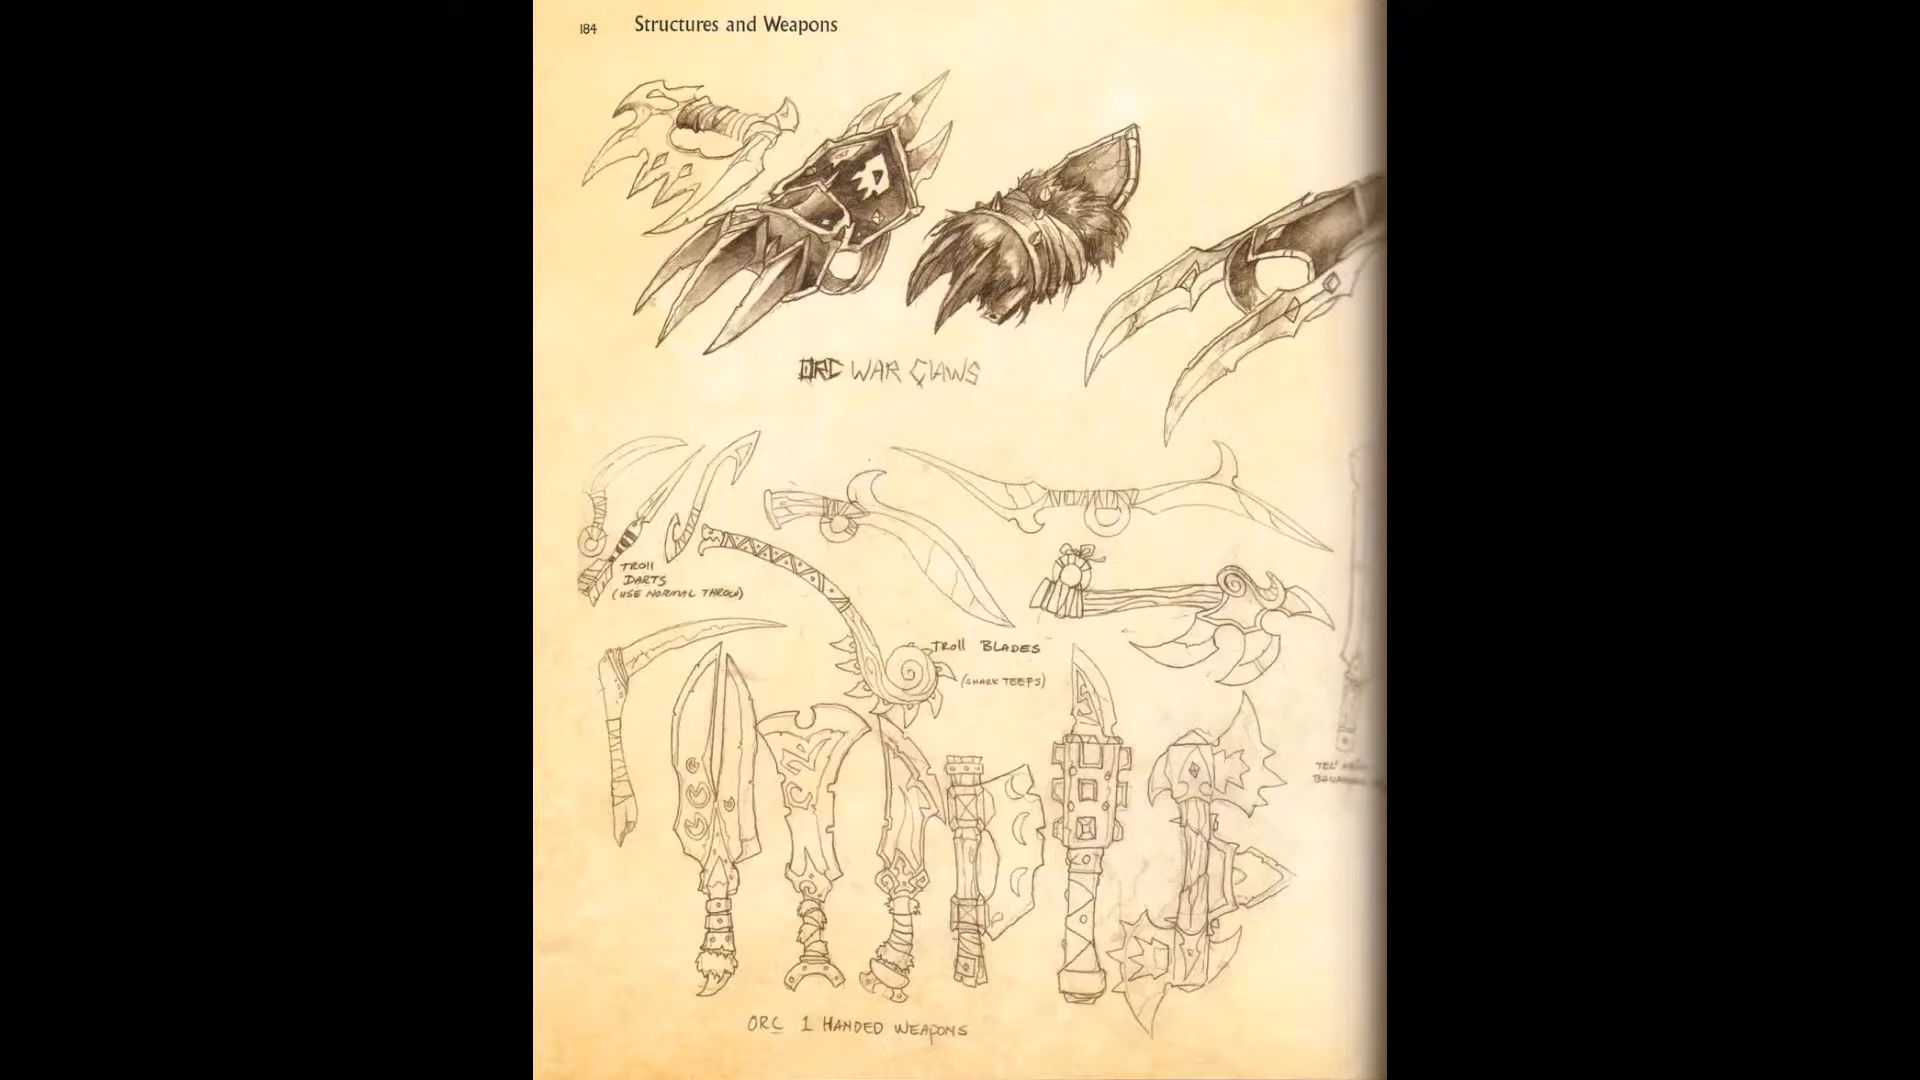 184 Structures and Weapons
ORC WAR CLAWS
TROLL
DARTS
(USE NORMAL THROW)
TROLL BLADES
(SHARK TEEFS)
ORC 1 HANDED WEAPONS